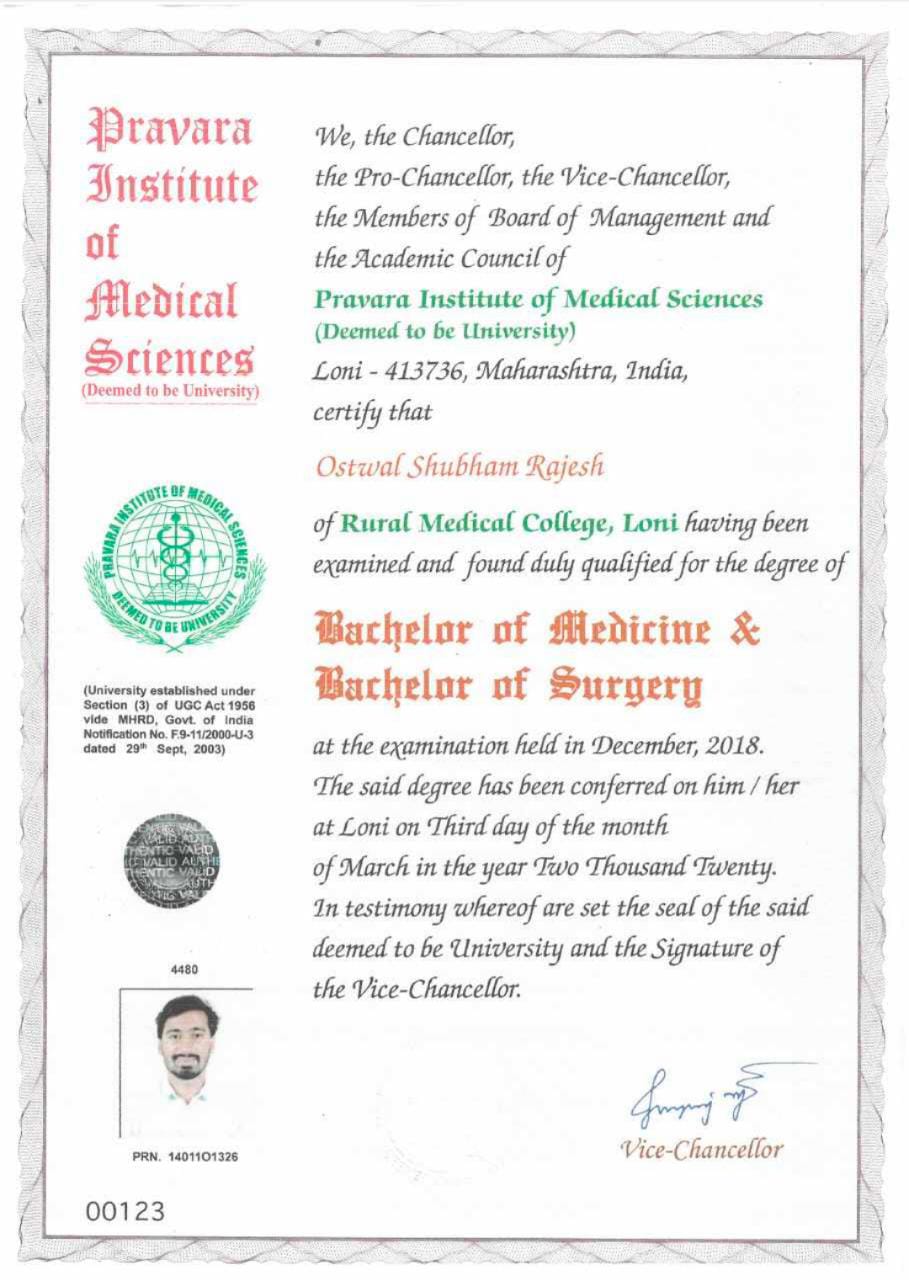 Pravara
Institute
of
Medical
Sciences
(Deemed to be University)
PRAVARA INSTITUTE OF MEDICAL SCIENCES
DEEMED TO BE UNIVERSITY
(University established under
Section (3) of UGC Act 1956
vide MHRD, Govt. of India
Notification No. F.9-11/2000-U-3
dated 29th Sept, 2003)
VALID AUTHE
4480
PRN. 1401101326
00123
We, the Chancellor,
the Pro-Chancellor, the Vice-Chancellor,
the Members of Board of Management and
the Academic Council of
Pravara Institute of Medical Sciences
(Deemed to be University)
Loni - 413736, Maharashtra, India,
certify that
Ostwal Shubham Rajesh
of Rural Medical College, Loni having been
examined and found duly qualified for the degree of
Bachelor of Medicine &
Bachelor of Surgery
at the examination held in December, 2018.
The said degree has been conferred on him / her
at Loni on Third day of the month
of March in the year Two Thousand Twenty.
In testimony whereof are set the seal of the said
deemed to be University and the Signature of
the Vice-Chancellor.
Vice-Chancellor